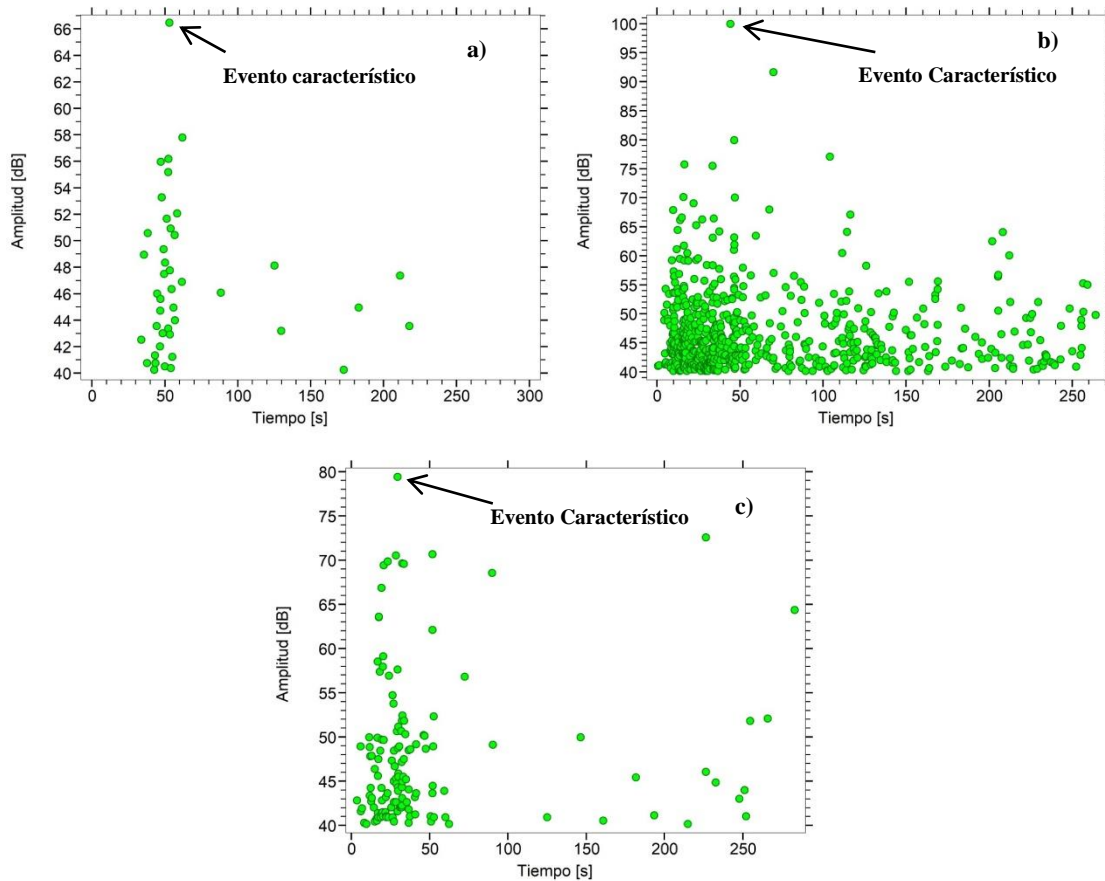 a)
Evento característico
Amplitud [dB]
66
64
62
60
58
56
54
52
50
48
46
44
42
40
0 50 100 150 200 250 300
Tiempo [s]
b)
Evento Característico
Amplitud [dB]
100
95
90
85
80
75
70
65
60
55
50
45
40
0 50 100 150 200 250
Tiempo [s]
c)
Evento Característico
Amplitud [dB]
80
75
70
65
60
55
50
45
40
0 50 100 150 200 250
Tiempo [s]